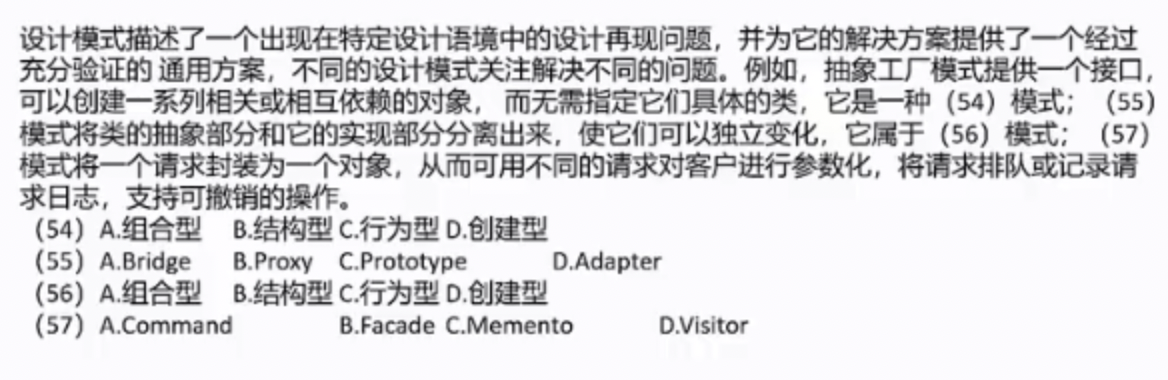 设计模式描述了一个出现在特定设计语境中的设计再现问题，并为它的解决方案提供了一个经过
充分验证的 通用方案，不同的设计模式关注解决不同的问题。例如，抽象工厂模式提供一个接口，
可以创建一系列相关或相互依赖的对象， 而无需指定它们具体的类，它是一种（54）模式；（55）
模式将类的抽象部分和它的实现部分分离出来，使它们可以独立变化，它属于（56）模式；（57）
模式将一个请求封装为一个对象，从而可用不同的请求对客户进行参数化，将请求排队或记录请
求日志，支持可撤销的操作。
（54）A.组合型 B.结构型 C.行为型 D.创建型
（55）A.Bridge B.Proxy C.Prototype D.Adapter
（56）A.组合型 B.结构型 C.行为型 D.创建型
（57）A.Command B.Facade C.Memento D.Visitor